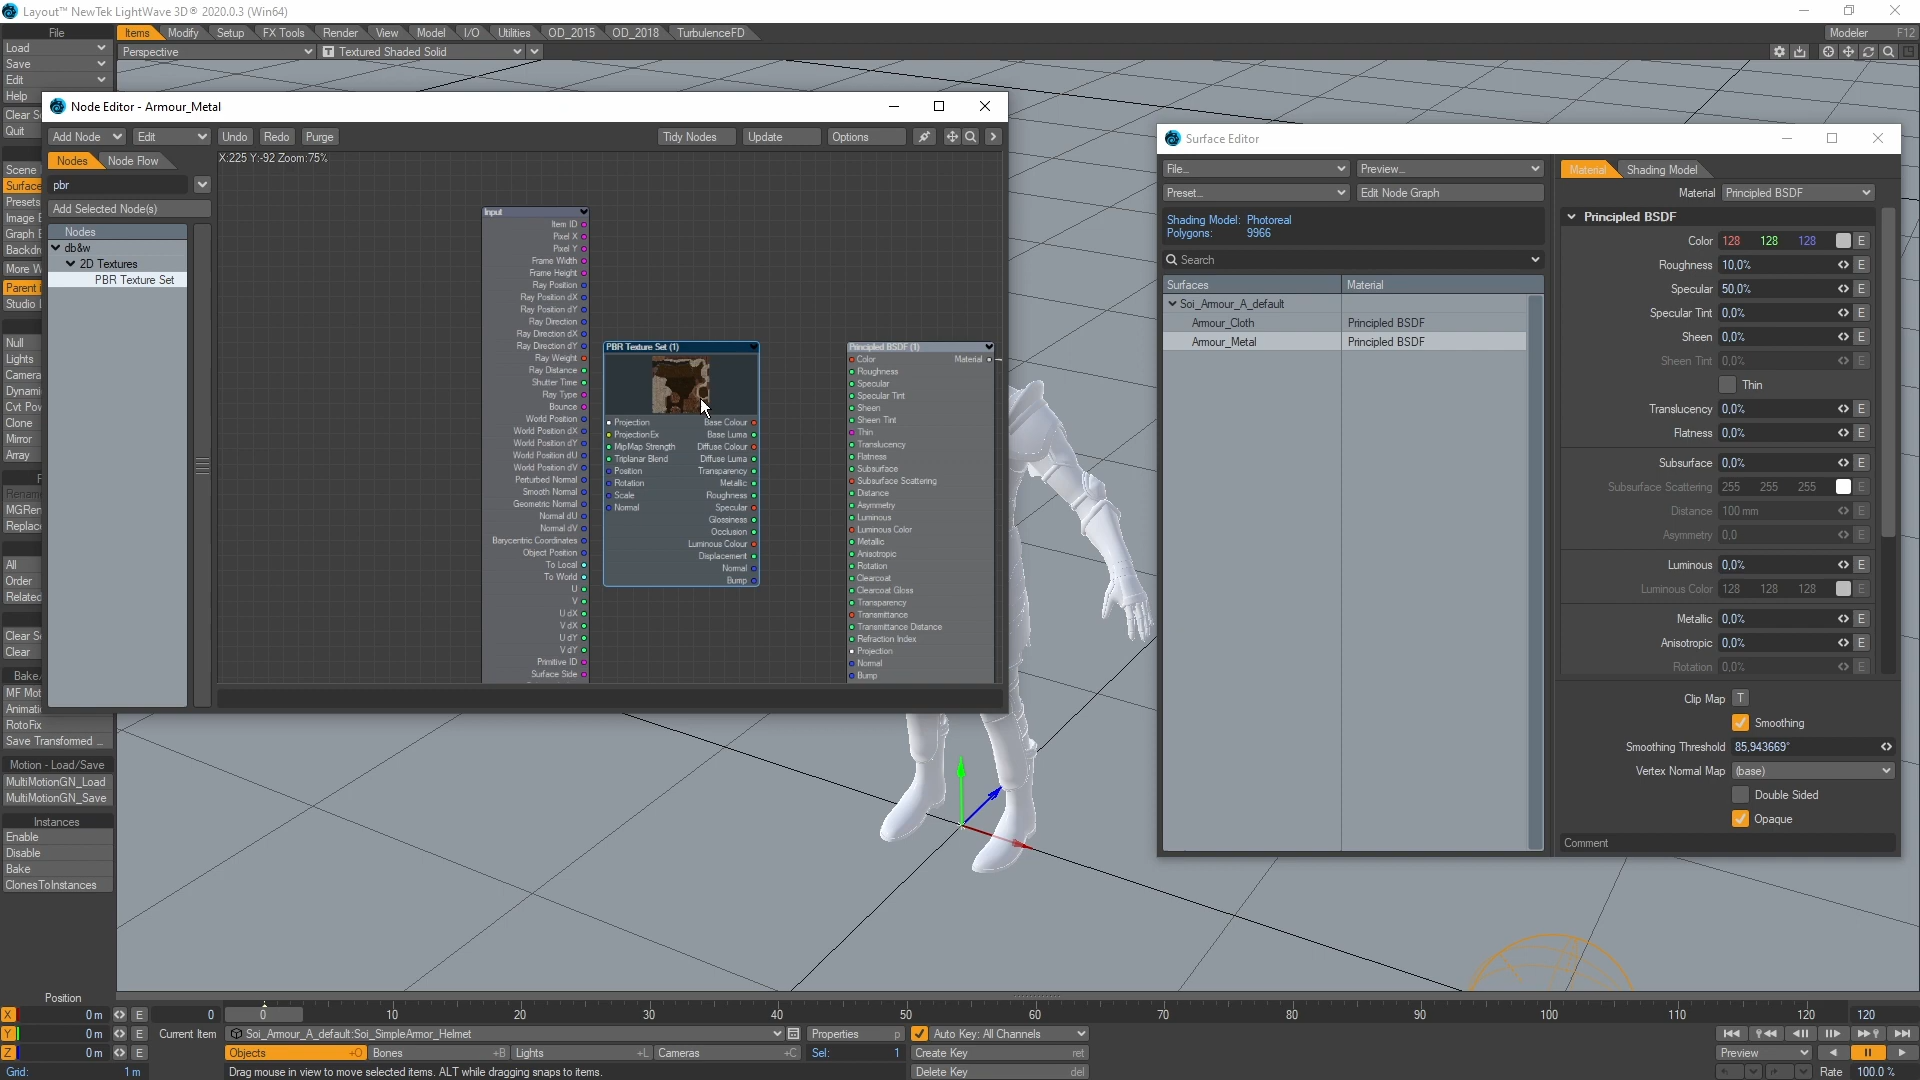 Layout™ NewTek LightWave 3D® 2020.0.3 (Win64)
File
Items
Modify
Setup
FX Tools
Render
View
Model
I/O
Utilities
OD_2015
OD_2018
TurbulenceFD
Modeler F12
Load
Perspective
Textured Shaded Solid
Save
Edit
Help
Clear S
Quit
Scene
Surface
Presets
Image E
Graph E
Backdr
More W
Parent i
Studio
Null
Lights
Camera
Dynami
Cvt Pov
Clone
Mirror
Array
Renam
MGRen
Replac
All
Order
Related
Clear S
Clear
Bake/
MF Mot
Animati
RotoFix
Save Transformed ...
Motion - Load/Save
MultiMotionGN_Load
MultiMotionGN_Save
Instances
Enable
Disable
Bake
ClonesToInstances
Node Editor - Armour_Metal
Add Node
Edit
Undo
Redo
Purge
Tidy Nodes
Update
Options
Nodes
Node Flow
X:225 Y:-92 Zoom:75%
pbr
Add Selected Node(s)
Nodes
db&w
2D Textures
PBR Texture Set
Input
Item ID
Pixel X
Pixel Y
Frame Width
Frame Height
Ray Position
Ray Position dX
Ray Position dY
Ray Direction
Ray Direction dX
Ray Direction dY
Ray Weight
Ray Distance
Shutter Time
Ray Type
Bounce
World Position
World Position dX
World Position dY
World Position dU
World Position dV
Perturbed Normal
Smooth Normal
Geometric Normal
Normal dU
Normal dV
Barycentric Coordinates
Object Position
To Local
To World
U
V
U dX
V dX
U dY
V dY
Primitive ID
Surface Side
PBR Texture Set (1)
Projection Base Colour
ProjectionEx Base Luma
MipMap Strength Diffuse Colour
Triplanar Blend Diffuse Luma
Position Transparency
Rotation Metallic
Scale Roughness
Normal Specular
Glossiness
Occlusion
Luminous Colour
Displacement
Normal
Bump
Principled BSDF (1)
Color Material
Roughness
Specular
Specular Tint
Sheen
Sheen Tint
Thin
Translucency
Flatness
Subsurface
Subsurface Scattering
Distance
Asymmetry
Luminous
Luminous Color
Metallic
Anisotropic
Rotation
Clearcoat
Clearcoat Gloss
Transparency
Transmittance
Transmittance Distance
Refraction Index
Projection
Normal
Bump
Surface Editor
File...
Preview...
Preset...
Edit Node Graph
Shading Model: Photoreal
Polygons: 9966
Search
Surfaces Material
Soi_Armour_A_default
Armour_Cloth Principled BSDF
Armour_Metal Principled BSDF
Material
Shading Model
Material Principled BSDF
Principled BSDF
Color 128 128 128 E
Roughness 10,0% E
Specular 50,0% E
Specular Tint 0,0% E
Sheen 0,0% E
Sheen Tint 0,0% E
Thin
Translucency 0,0% E
Flatness 0,0% E
Subsurface 0,0% E
Subsurface Scattering 255 255 255 E
Distance 100 mm E
Asymmetry 0,0 E
Luminous 0,0% E
Luminous Color 128 128 128 E
Metallic 0,0% E
Anisotropic 0,0% E
Rotation 0,0% E
Clip Map T
Smoothing
Smoothing Threshold 85,943669°
Vertex Normal Map (base)
Double Sided
Opaque
Comment
Position
X 0 m E
Y 0 m E
Z 0 m E
Grid: 1 m
0
0 10 20 30 40 50 60 70 80 90 100 110 120
120
Current Item Soi_Armour_A_default:Soi_SimpleArmor_Helmet
Properties p
Auto Key: All Channels
Objects +O
Bones +B
Lights +L
Cameras +C
Sel: 1
Create Key ret
Preview
Drag mouse in view to move selected items. ALT while dragging snaps to items.
Delete Key del
Rate 100.0 %